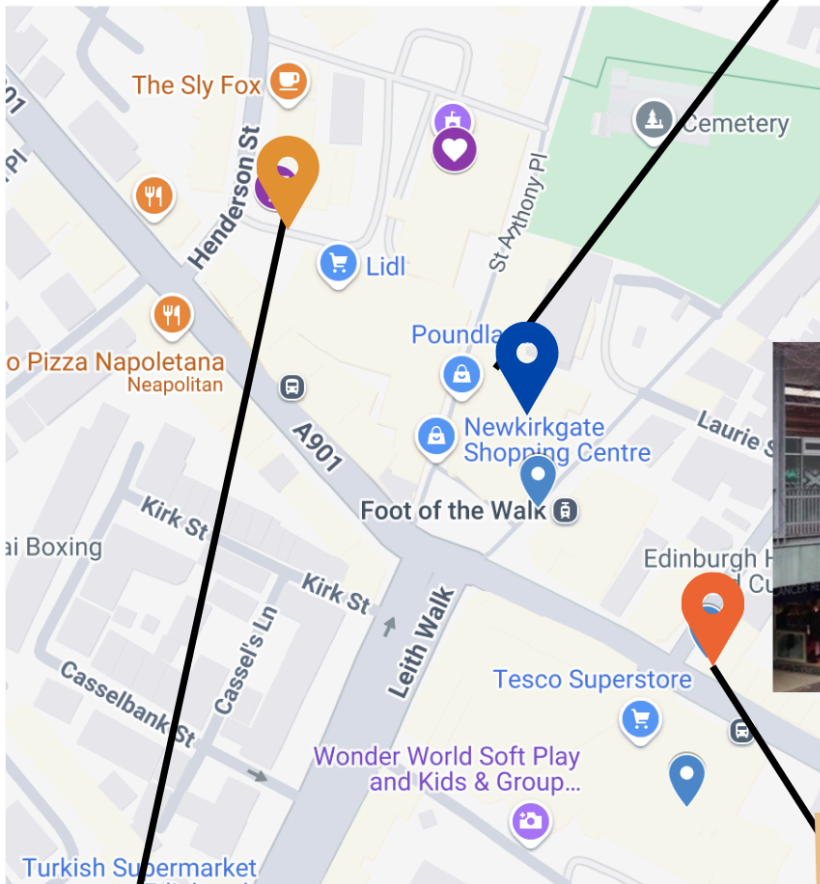 The Sly Fox
Cemetery
Henderson St
St Anthony Pl
Pl
Lidl
Poundla
o Pizza Napoletana
Neapolitan
Newkirkgate
Shopping Centre
Laurie S
A901
Foot of the Walk
Kirk St
ai Boxing
Edinburgh H
Kirk St
Cassel's Ln
Leith Walk
Casselbank St
Tesco Superstore
Wonder World Soft Play
and Kids & Group...
Turkish Supermarket